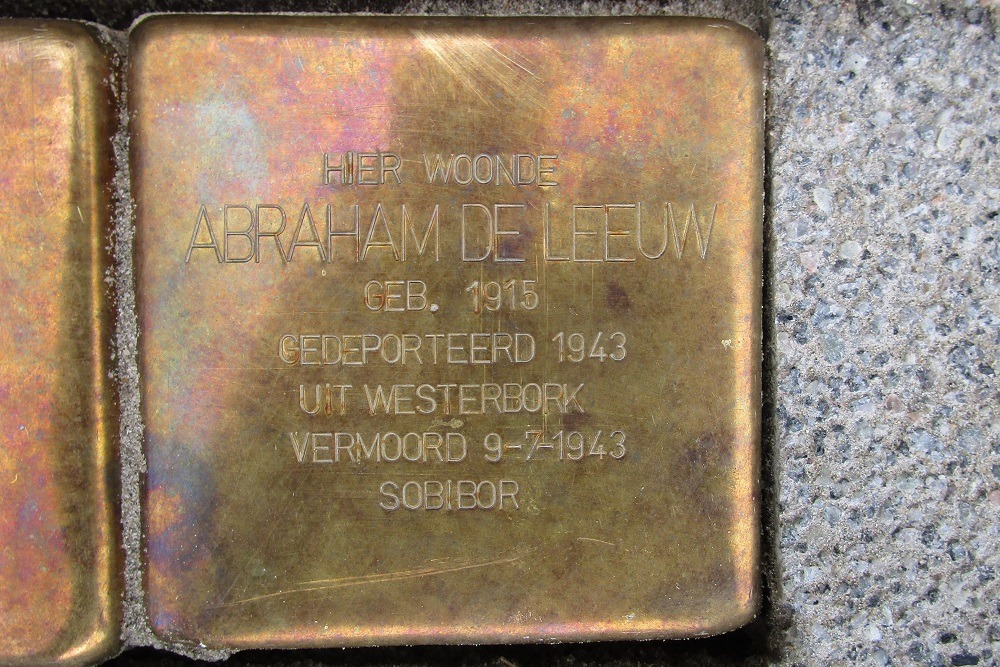 HIER WOONDE
ABRAHAM DE LEEUW
GEB. 1915
GEDEPORTEERD 1943
UIT WESTERBORK
VERMOORD 9-7-1943
SOBIBOR